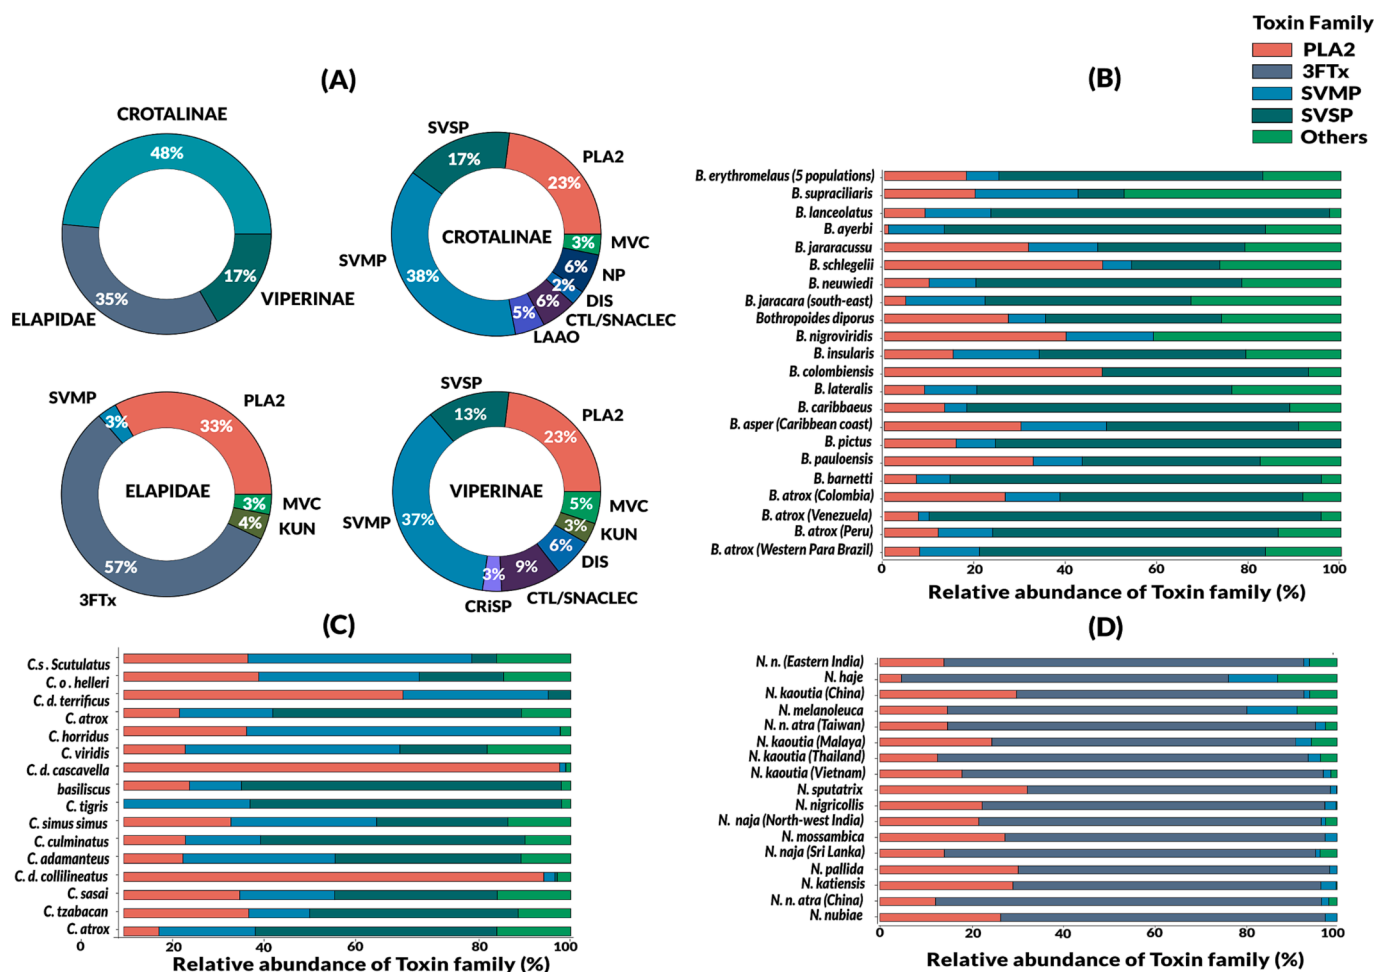 Toxin Family
PLA2
3FTx
SVMP
SVSP
Others
(A)
CROTALINAE
48%
35%
17%
ELAPIDAE
VIPERINAE
SVSP
17%
PLA2
23%
CROTALINAE
SVMP
38%
3%
MVC
6%
NP
2%
DIS
6%
CTL/SNACLEC
5%
LAAO
SVMP
3%
PLA2
33%
ELAPIDAE
3%
MVC
4%
KUN
57%
3FTx
SVSP
13%
PLA2
23%
VIPERINAE
SVMP
37%
5%
MVC
3%
KUN
6%
DIS
9%
CTL/SNACLEC
3%
CRiSP
(B)
B. erythromelaus (5 populations)
B. supraciliaris
B. lanceolatus
B. ayerbi
B. jararacussu
B. schlegelii
B. neuwiedi
B. jaracara (south-east)
Bothropoides diporus
B. nigroviridis
B. insularis
B. colombiensis
B. lateralis
B. caribbaeus
B. asper (Caribbean coast)
B. pictus
B. pauloensis
B. barnetti
B. atrox (Colombia)
B. atrox (Venezuela)
B. atrox (Peru)
B. atrox (Western Para Brazil)
0 20 40 60 80 100
Relative abundance of Toxin family (%)
(C)
C.s . Scutulatus
C. o . helleri
C. d. terrificus
C. atrox
C. horridus
C. viridis
C. d. cascavella
basiliscus
C. tigris
C. simus simus
C. culminatus
C. adamanteus
C. d. collilineatus
C. sasai
C. tzabacan
C. atrox
0 20 40 60 80 100
Relative abundance of Toxin family (%)
(D)
N. n. (Eastern India)
N. haje
N. kaoutia (China)
N. melanoleuca
N. n. atra (Taiwan)
N. kaoutia (Malaya)
N. kaoutia (Thailand)
N. kaoutia (Vietnam)
N. sputatrix
N. nigricollis
N. naja (North-west India)
N. mossambica
N. naja (Sri Lanka)
N. pallida
N. katiensis
N. n. atra (China)
N. nubiae
0 20 40 60 80 100
Relative abundance of Toxin family (%)